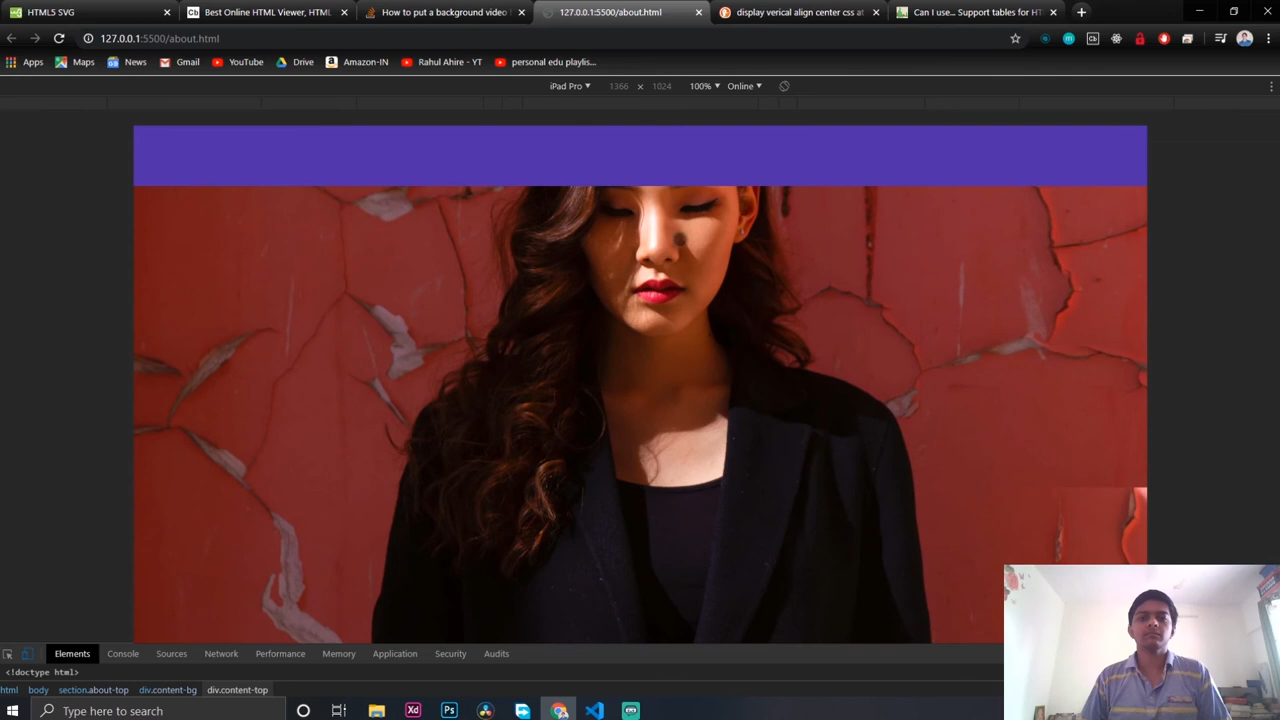 HTML5 SVG
Best Online HTML Viewer, HTML
How to put a background video
127.0.0.1:5500/about.html
display verical align center css at
Can I use... Support tables for HT
127.0.0.1:5500/about.html
Apps
Maps
News
Gmail
YouTube
Drive
Amazon-IN
Rahul Ahire - YT
personal edu playlis...
iPad Pro
1366 x 1024
100%
Online
Elements
Console
Sources
Network
Performance
Memory
Application
Security
Audits
<!doctype html>
html
body
section.about-top
div.content-bg
div.content-top
Type here to search